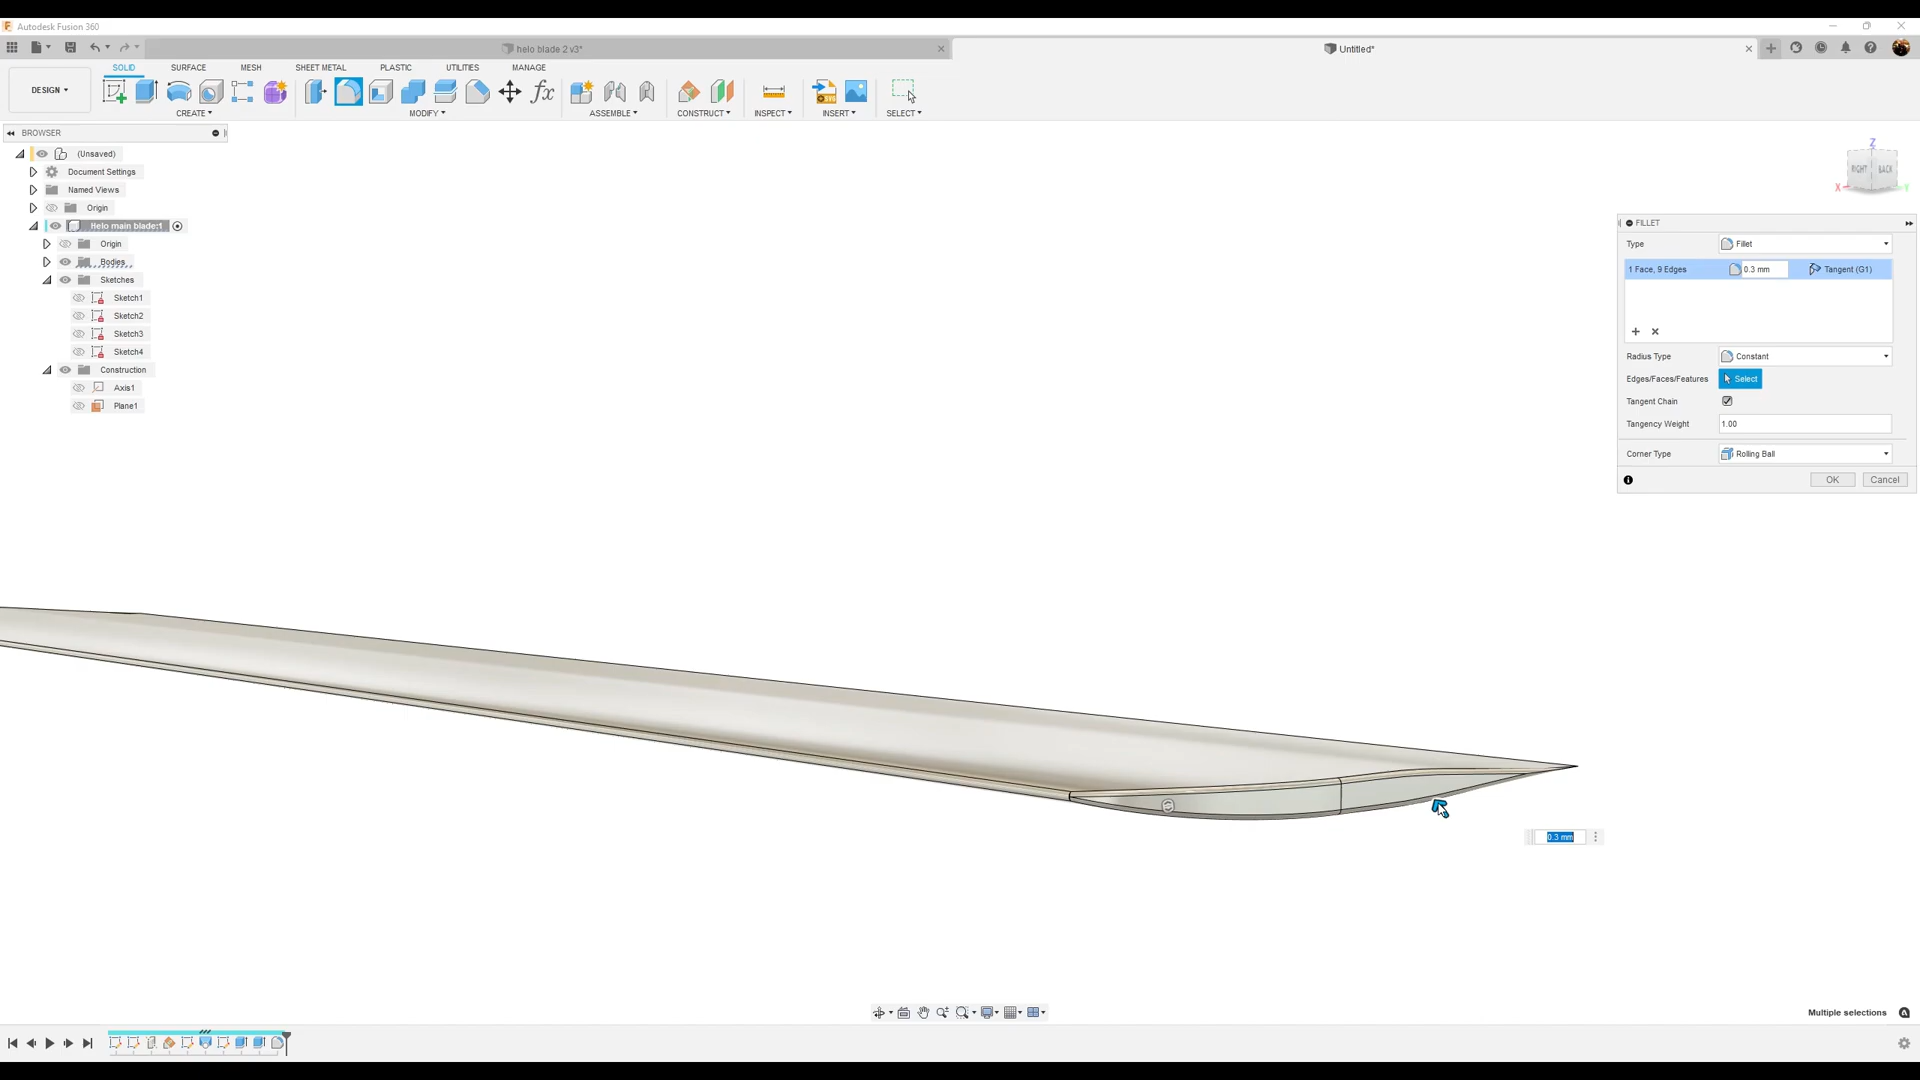 Autodesk Fusion 360
helo blade 2 v3*
Untitled*
DESIGN
SOLID
SURFACE
MESH
SHEET METAL
PLASTIC
UTILITIES
MANAGE
CREATE
MODIFY
ASSEMBLE
CONSTRUCT
INSPECT
INSERT
SELECT
BROWSER
(Unsaved)
Document Settings
Named Views
Origin
Helo main blade:1
Origin
Bodies
Sketches
Sketch1
Sketch2
Sketch3
Sketch4
Construction
Axis1
Plane1
Z
RIGHT
BACK
X
Y
FILLET
Type
Fillet
1 Face, 9 Edges
0.3 mm
Tangent (G1)
Radius Type
Constant
Edges/Faces/Features
Select
Tangent Chain
Tangency Weight
1.00
Corner Type
Rolling Ball
OK
Cancel
0.3 mm
Multiple selections